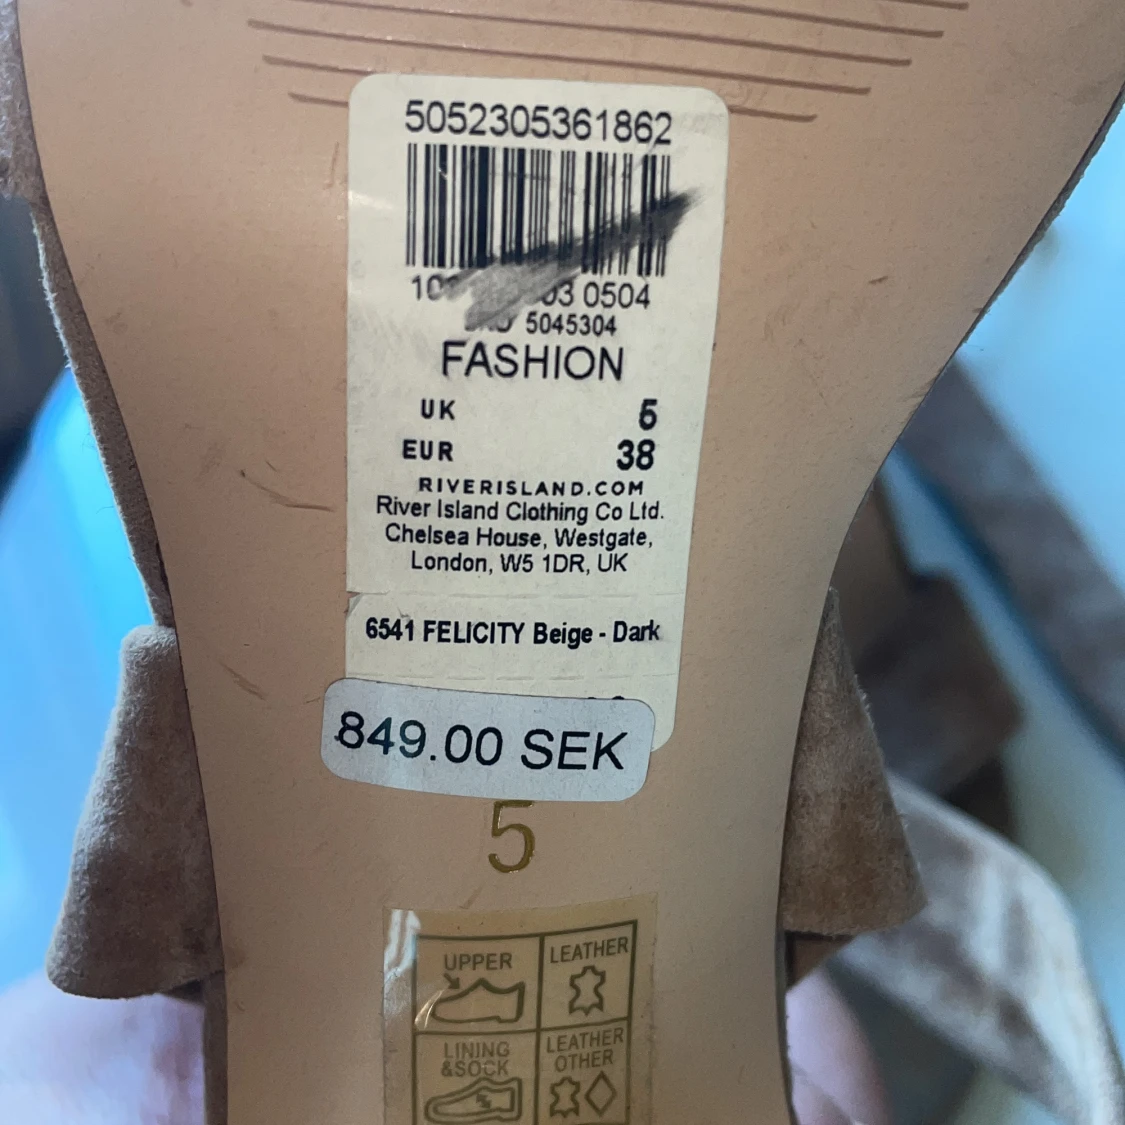 5052305361862
03 0504
5045304
FASHION
UK 5
EUR 38
RIVERISLAND.COM
River Island Clothing Co Ltd.
Chelsea House, Westgate,
London, W5 1DR, UK
6541 FELICITY Beige - Dark
849.00 SEK
5
UPPER LEATHER
LINING &SOCK LEATHER OTHER